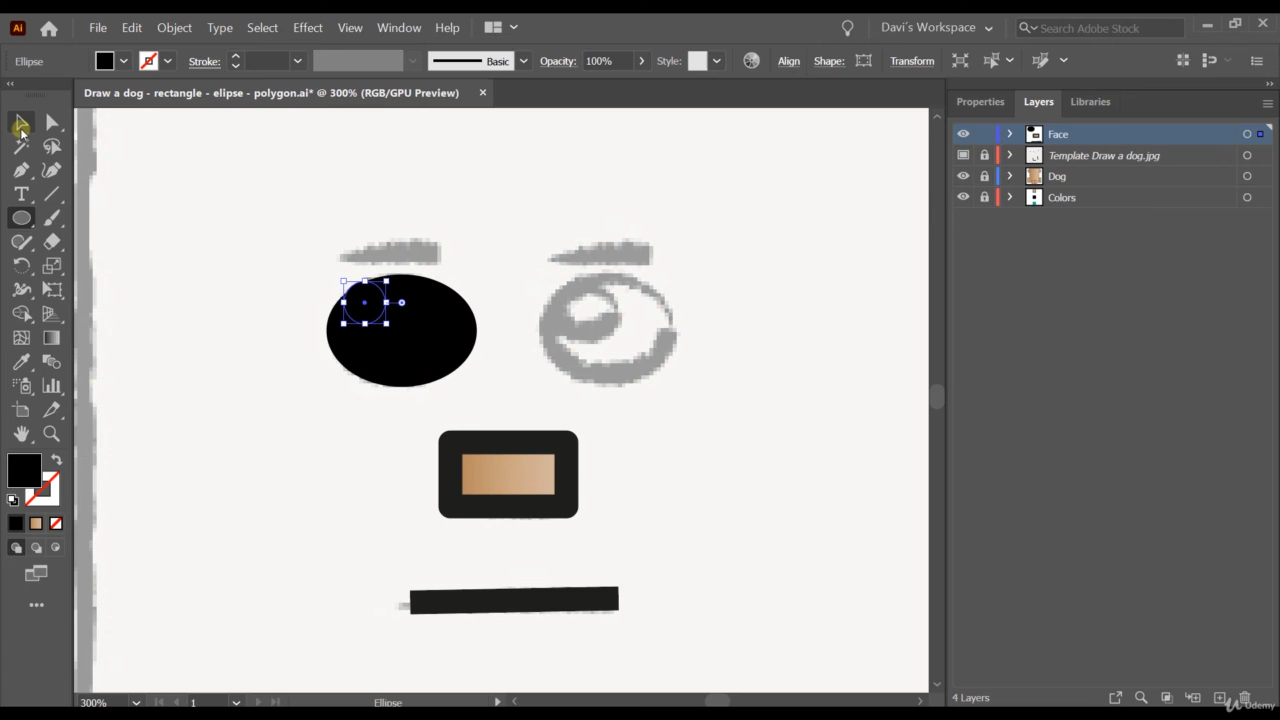 Ai
File
Edit
Object
Type
Select
Effect
View
Window
Help
Davi's Workspace
Search Adobe Stock
Ellipse
Stroke:
Basic
Opacity:
100%
Style:
Align
Shape:
Transform
Draw a dog - rectangle - elipse - polygon.ai* @ 300% (RGB/GPU Preview)
Properties
Layers
Libraries
Face
Template Draw a dog.jpg
Dog
Colors
T
300%
1
Ellipse
4 Layers
Udemy